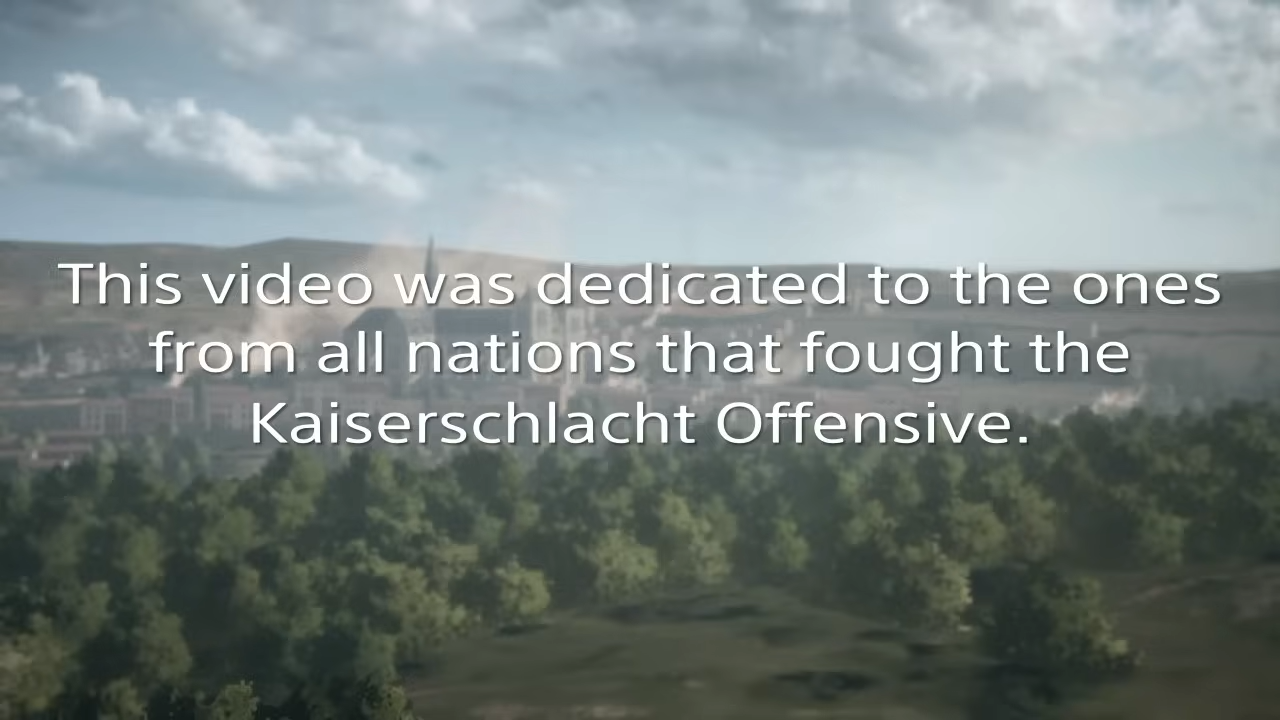 This video was dedicated to the ones
from all nations that fought the
Kaiserschlacht Offensive.